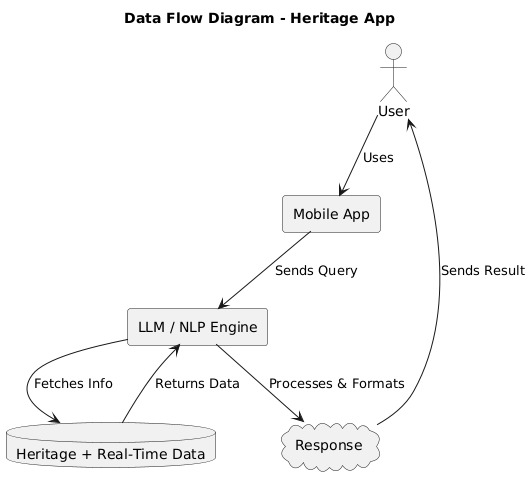 Data Flow Diagram - Heritage App
User
Uses
Mobile App
Sends Query
Sends Result
LLM / NLP Engine
Fetches Info
Returns Data
Processes & Formats
Heritage + Real-Time Data
Response